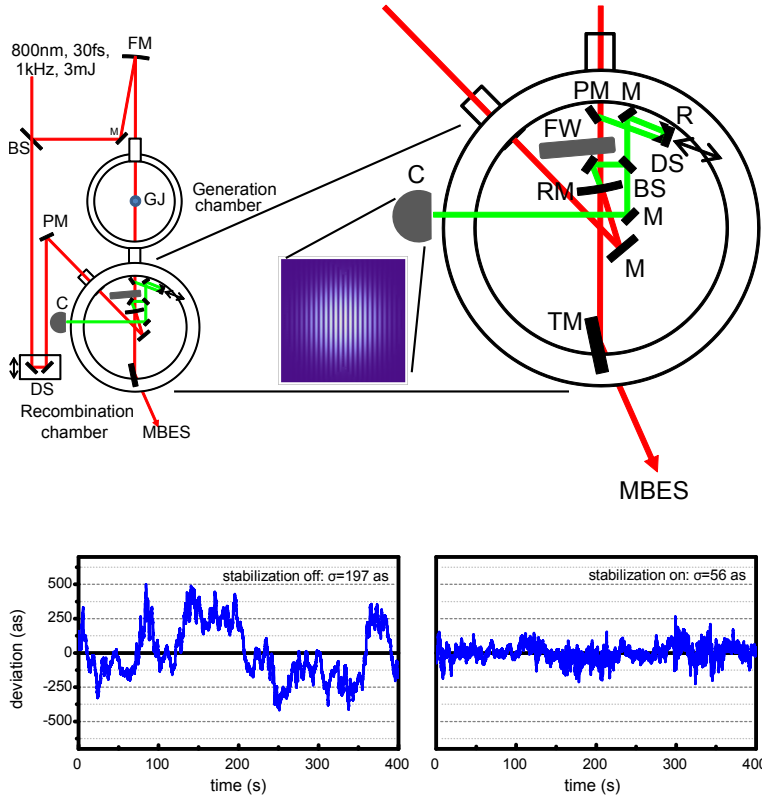 800nm, 30fs,
1kHz, 3mJ
FM
M
BS
GJ
Generation
chamber
PM
C
DS
Recombination
chamber
MBES
PM
M
R
FW
DS
C
RM
BS
M
M
TM
MBES
stabilization off: σ=197 as
500
250
0
-250
-500
deviation (as)
0
100
200
300
400
time (s)
stabilization on: σ=56 as
0
200
400
time (s)